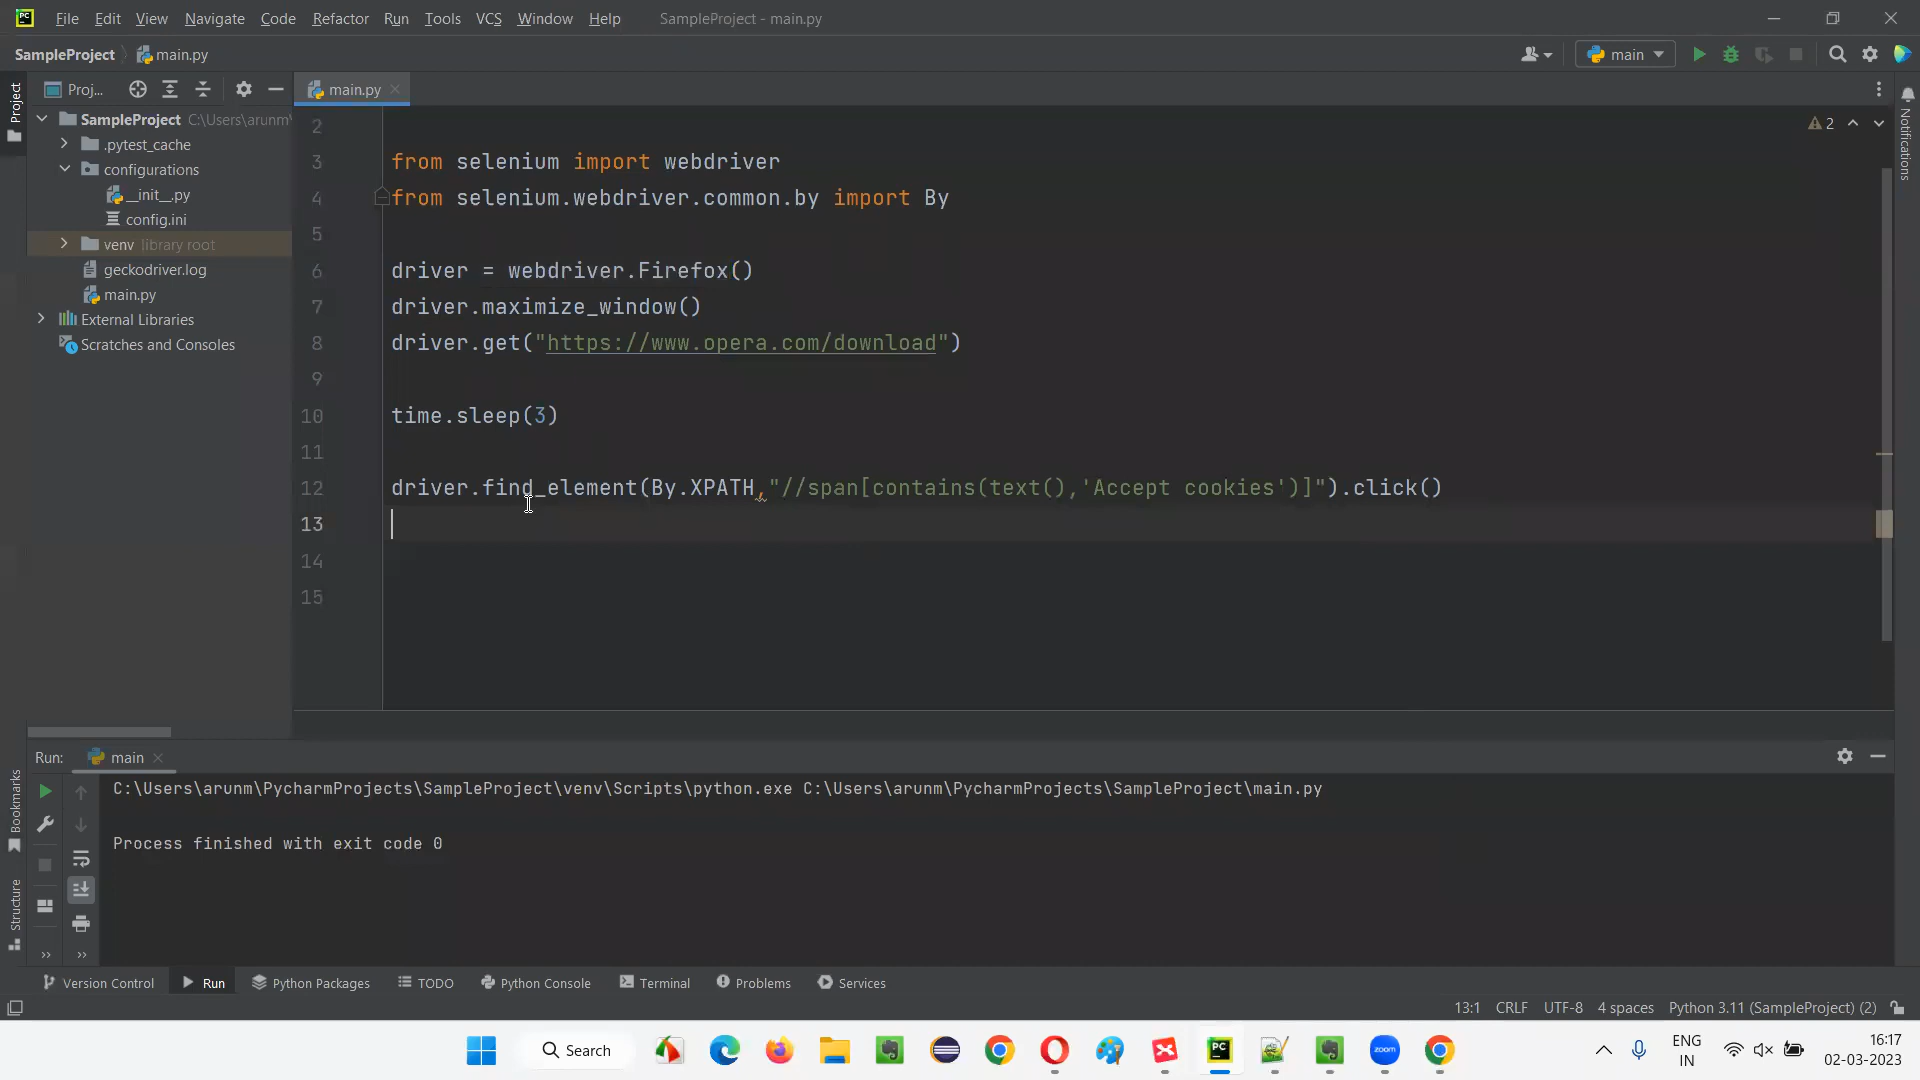 PC File Edit View Navigate Code Refactor Run Tools VCS Window Help SampleProject - main.py
SampleProject main.py main
Project Proj... main.py
SampleProject C:\Users\arunm\
.pytest_cache
configurations
__init__.py
config.ini
venv library root
geckodriver.log
main.py
External Libraries
Scratches and Consoles
Notifications
2
2
3 from selenium import webdriver
4 from selenium.webdriver.common.by import By
5
6 driver = webdriver.Firefox()
7 driver.maximize_window()
8 driver.get("https://www.opera.com/download")
9
10 time.sleep(3)
11
12 driver.find_element(By.XPATH,"//span[contains(text(),'Accept cookies')]").click()
13
14
15
Run: main
C:\Users\arunm\PycharmProjects\SampleProject\venv\Scripts\python.exe C:\Users\arunm\PycharmProjects\SampleProject\main.py
Process finished with exit code 0
Bookmarks
Structure
Version Control Run Python Packages TODO Python Console Terminal Problems Services
13:1 CRLF UTF-8 4 spaces Python 3.11 (SampleProject) (2)
Search PC zoom ENG 16:17
IN 02-03-2023